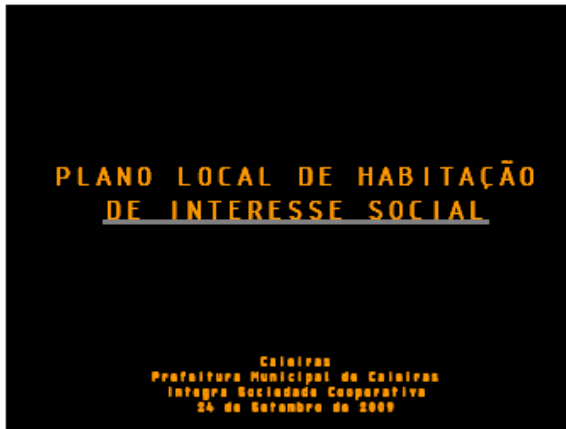 PLANO LOCAL DE HABITAÇÃO
DE INTERESSE SOCIAL
Caieiras
Prefeitura Municipal de Caieiras
Integra Sociedade Cooperativa
24 de Setembro de 2009